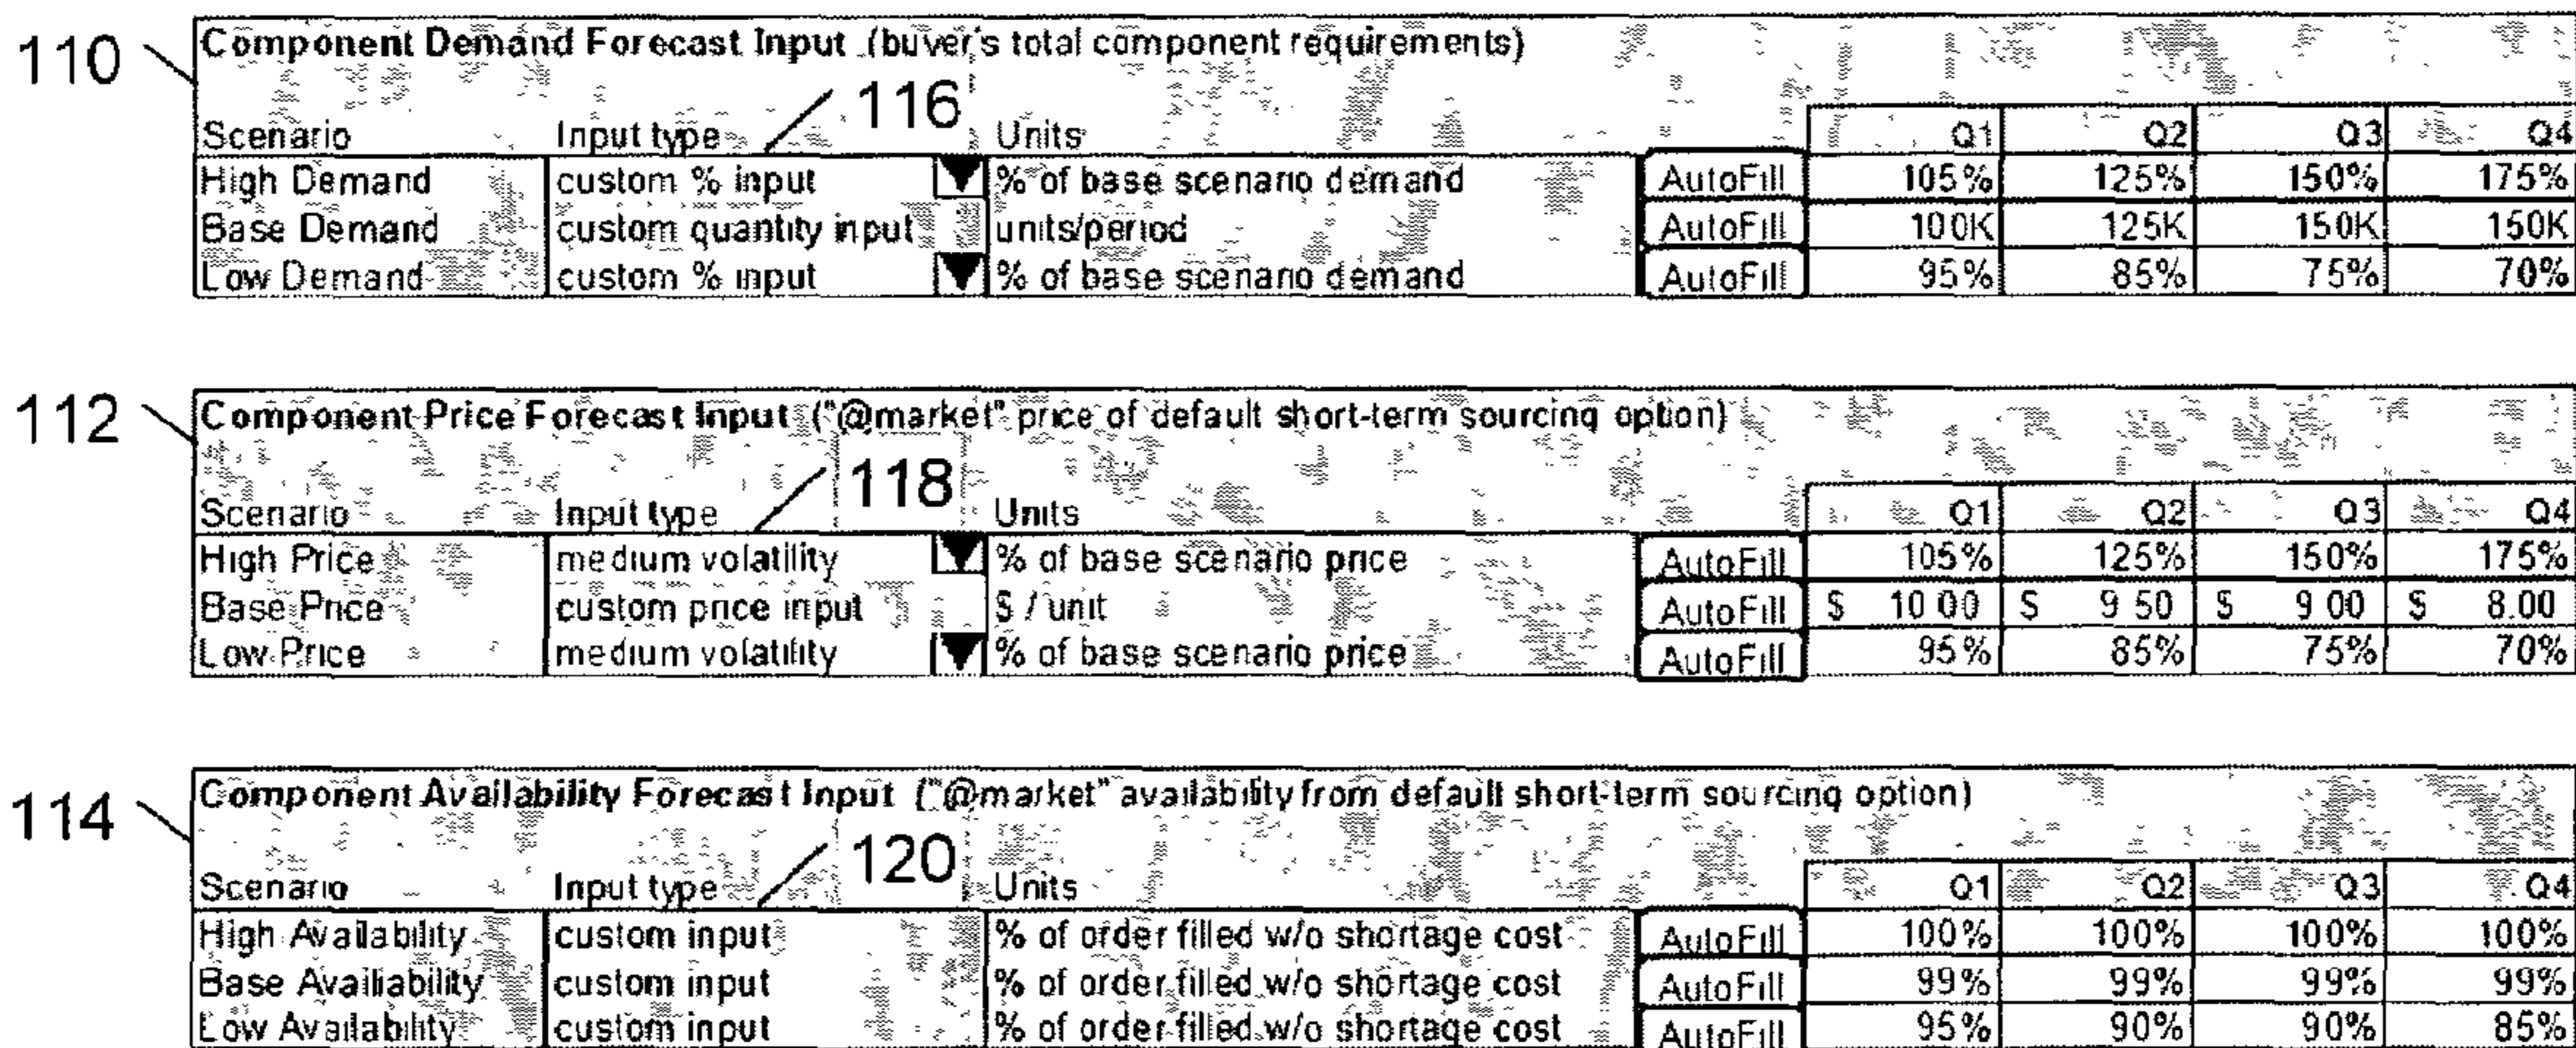 110 Component Demand Forecast Input (buyer's total component requirements)
116
Scenario Input type Units Q1 Q2 Q3 Q4
High Demand custom % input % of base scenario demand AutoFill 105% 125% 150% 175%
Base Demand custom quantity input units/period AutoFill 100K 125K 150K 150K
Low Demand custom % input % of base scenario demand AutoFill 95% 85% 75% 70%
112 Component Price Forecast Input ("@market" price of default short-term sourcing option)
118
Scenario Input type Units Q1 Q2 Q3 Q4
High Price medium volatility % of base scenario price AutoFill 105% 125% 150% 175%
Base Price custom price input $ / unit AutoFill $ 10.00 $ 9.50 $ 9.00 $ 8.00
Low Price medium volatility % of base scenario price AutoFill 95% 85% 75% 70%
114 Component Availability Forecast Input ("@market" availability from default short-term sourcing option)
120
Scenario Input type Units Q1 Q2 Q3 Q4
High Availability custom input % of order filled w/o shortage cost AutoFill 100% 100% 100% 100%
Base Availiability custom input % of order filled w/o shortage cost AutoFill 99% 99% 99% 99%
Low Availability custom input % of order filled w/o shortage cost AutoFill 95% 90% 90% 85%